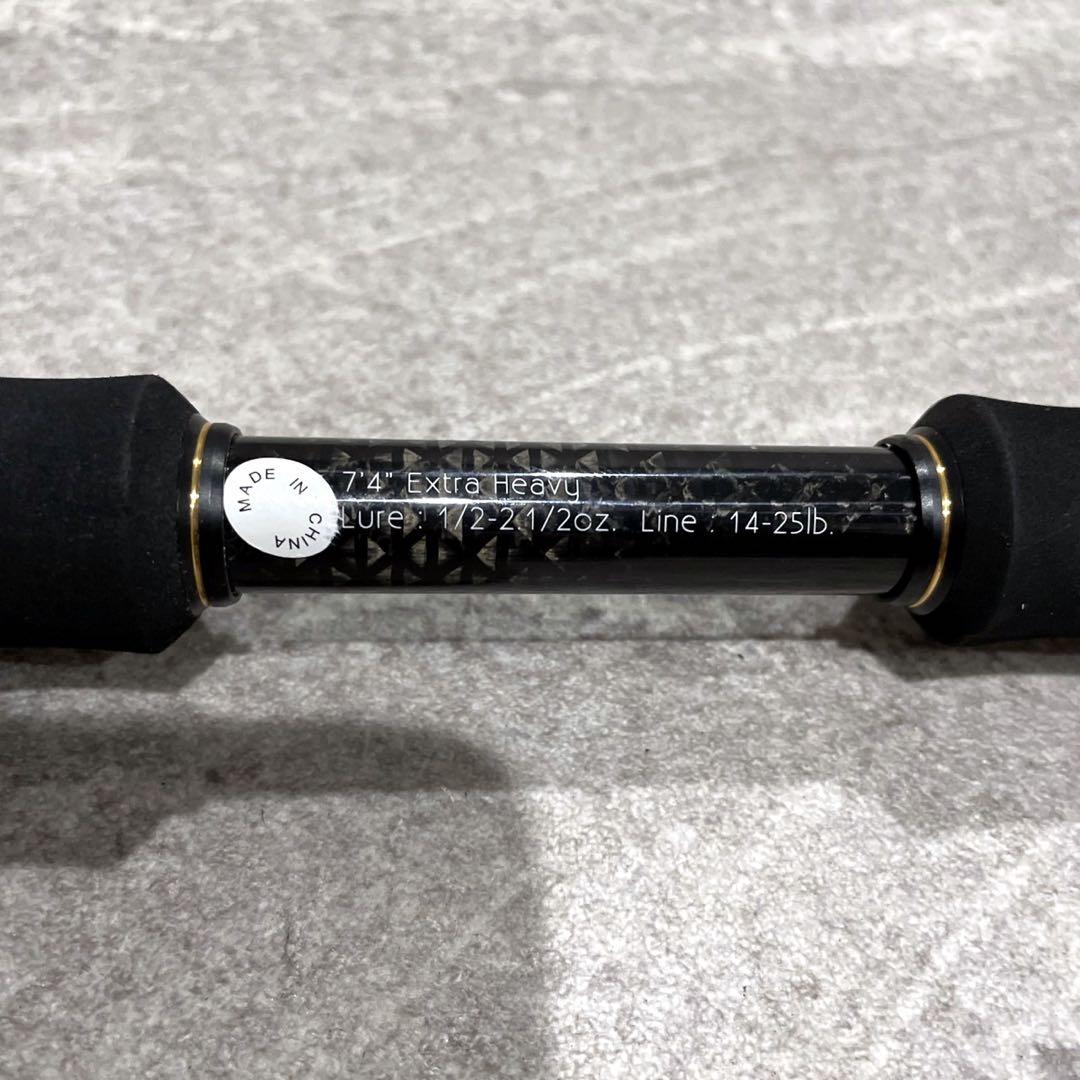 MADE IN CHINA
7'4" Extra Heavy
Lure : 1/2-2 1/2oz. Line : 14-25lb.